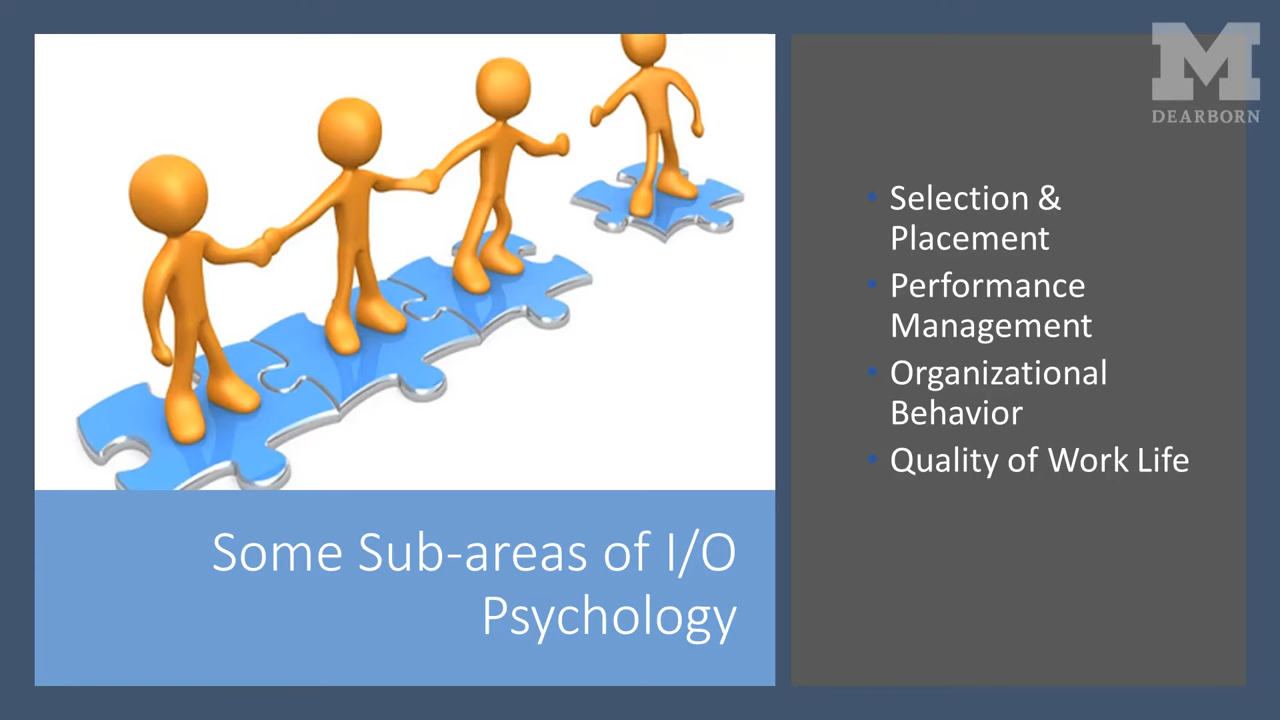 M
DEARBORN
Selection &
Placement
Performance
Management
Organizational
Behavior
Quality of Work Life
Some Sub-areas of I/O
Psychology